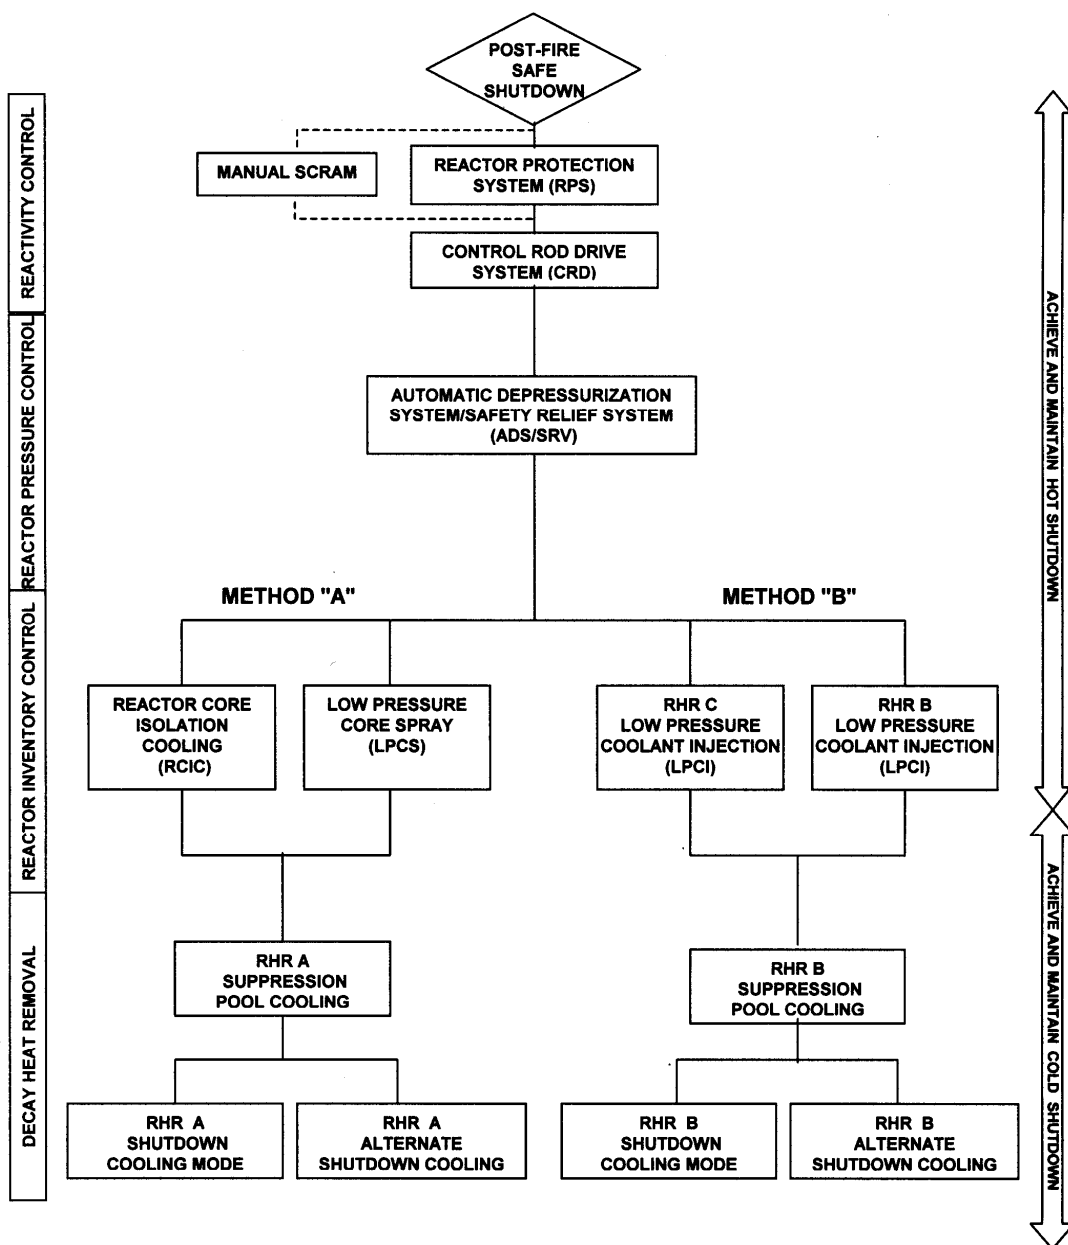 POST-FIRE
SAFE
SHUTDOWN
REACTIVITY CONTROL
MANUAL SCRAM
REACTOR PROTECTION
SYSTEM (RPS)
CONTROL ROD DRIVE
SYSTEM (CRD)
ACHIEVE AND MAINTAIN HOT SHUTDOWN
REACTOR PRESSURE CONTROL
AUTOMATIC DEPRESSURIZATION
SYSTEM/SAFETY RELIEF SYSTEM
(ADS/SRV)
METHOD "A"
METHOD "B"
REACTOR INVENTORY CONTROL
REACTOR CORE
ISOLATION
COOLING
(RCIC)
LOW PRESSURE
CORE SPRAY
(LPCS)
RHR C
LOW PRESSURE
COOLANT INJECTION
(LPCI)
RHR B
LOW PRESSURE
COOLANT INJECTION
(LPCI)
ACHIEVE AND MAINTAIN COLD SHUTDOWN
DECAY HEAT REMOVAL
RHR A
SUPPRESSION
POOL COOLING
RHR B
SUPPRESSION
POOL COOLING
RHR A
SHUTDOWN
COOLING MODE
RHR A
ALTERNATE
SHUTDOWN COOLING
RHR B
SHUTDOWN
COOLING MODE
RHR B
ALTERNATE
SHUTDOWN COOLING